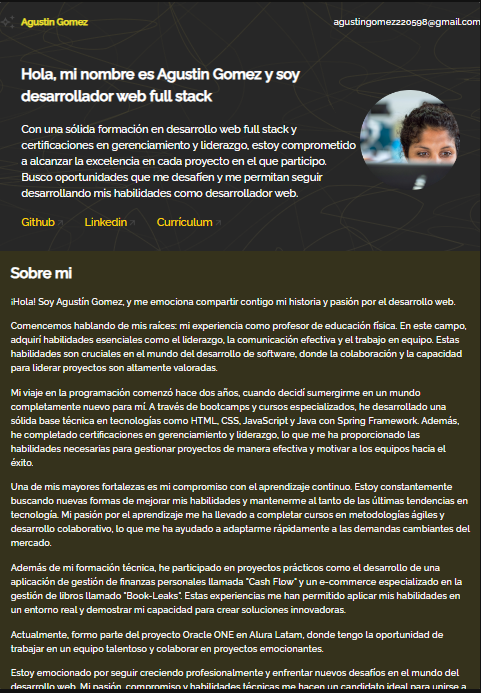 Agustin Gomez
agustingomezz20598@gmail.com
Hola, mi nombre es Agustin Gomez y soy
desarrollador web full stack
Con una sólida formación en desarrollo web full stack y
certificaciones en gerenciamiento y liderazgo, estoy comprometido
a alcanzar la excelencia en cada proyecto en el que participo.
Busco oportunidades que me desafíen y me permitan seguir
desarrollando mis habilidades como desarrollador web.
Github
Linkedin
Currículum
Sobre mi
¡Hola! Soy Agustín Gomez, y me emociona compartir contigo mi historia y pasión por el desarrollo web.
Comencemos hablando de mis raíces: mi experiencia como profesor de educación física. En este campo,
adquirí habilidades esenciales como el liderazgo, la comunicación efectiva y el trabajo en equipo. Estas
habilidades son cruciales en el mundo del desarrollo de software, donde la colaboración y la capacidad
para liderar proyectos son altamente valoradas.
Mi viaje en la programación comenzó hace dos años, cuando decidí sumergirme en un mundo
completamente nuevo para mí. A través de bootcamps y cursos especializados, he desarrollado una
sólida base técnica en tecnologías como HTML, CSS, JavaScript y Java con Spring Framework. Además,
he completado certificaciones en gerenciamiento y liderazgo, lo que me ha proporcionado las
habilidades necesarias para gestionar proyectos de manera efectiva y motivar a los equipos hacia el
éxito.
Una de mis mayores fortalezas es mi compromiso con el aprendizaje continuo. Estoy constantemente
buscando nuevas formas de mejorar mis habilidades y mantenerme al tanto de las últimas tendencias en
tecnología. Mi pasión por el aprendizaje me ha llevado a completar cursos en metodologías ágiles y
desarrollo colaborativo, lo que me ha ayudado a adaptarme rápidamente a las demandas cambiantes del
mercado.
Además de mi formación técnica, he participado en proyectos prácticos como el desarrollo de una
aplicación de gestión de finanzas personales llamada "Cash Flow" y un e-commerce especializado en la
gestión de libros llamado "Book-Leaks". Estas experiencias me han permitido aplicar mis habilidades en
un entorno real y demostrar mi capacidad para crear soluciones innovadoras.
Actualmente, formo parte del proyecto Oracle ONE en Alura Latam, donde tengo la oportunidad de
trabajar en un equipo talentoso y colaborar en proyectos emocionantes.
Estoy emocionado por seguir creciendo profesionalmente y enfrentar nuevos desafíos en el mundo del
desarrollo web. Mi pasión, compromiso y habilidades técnicas me hacen un candidato ideal para unirse a